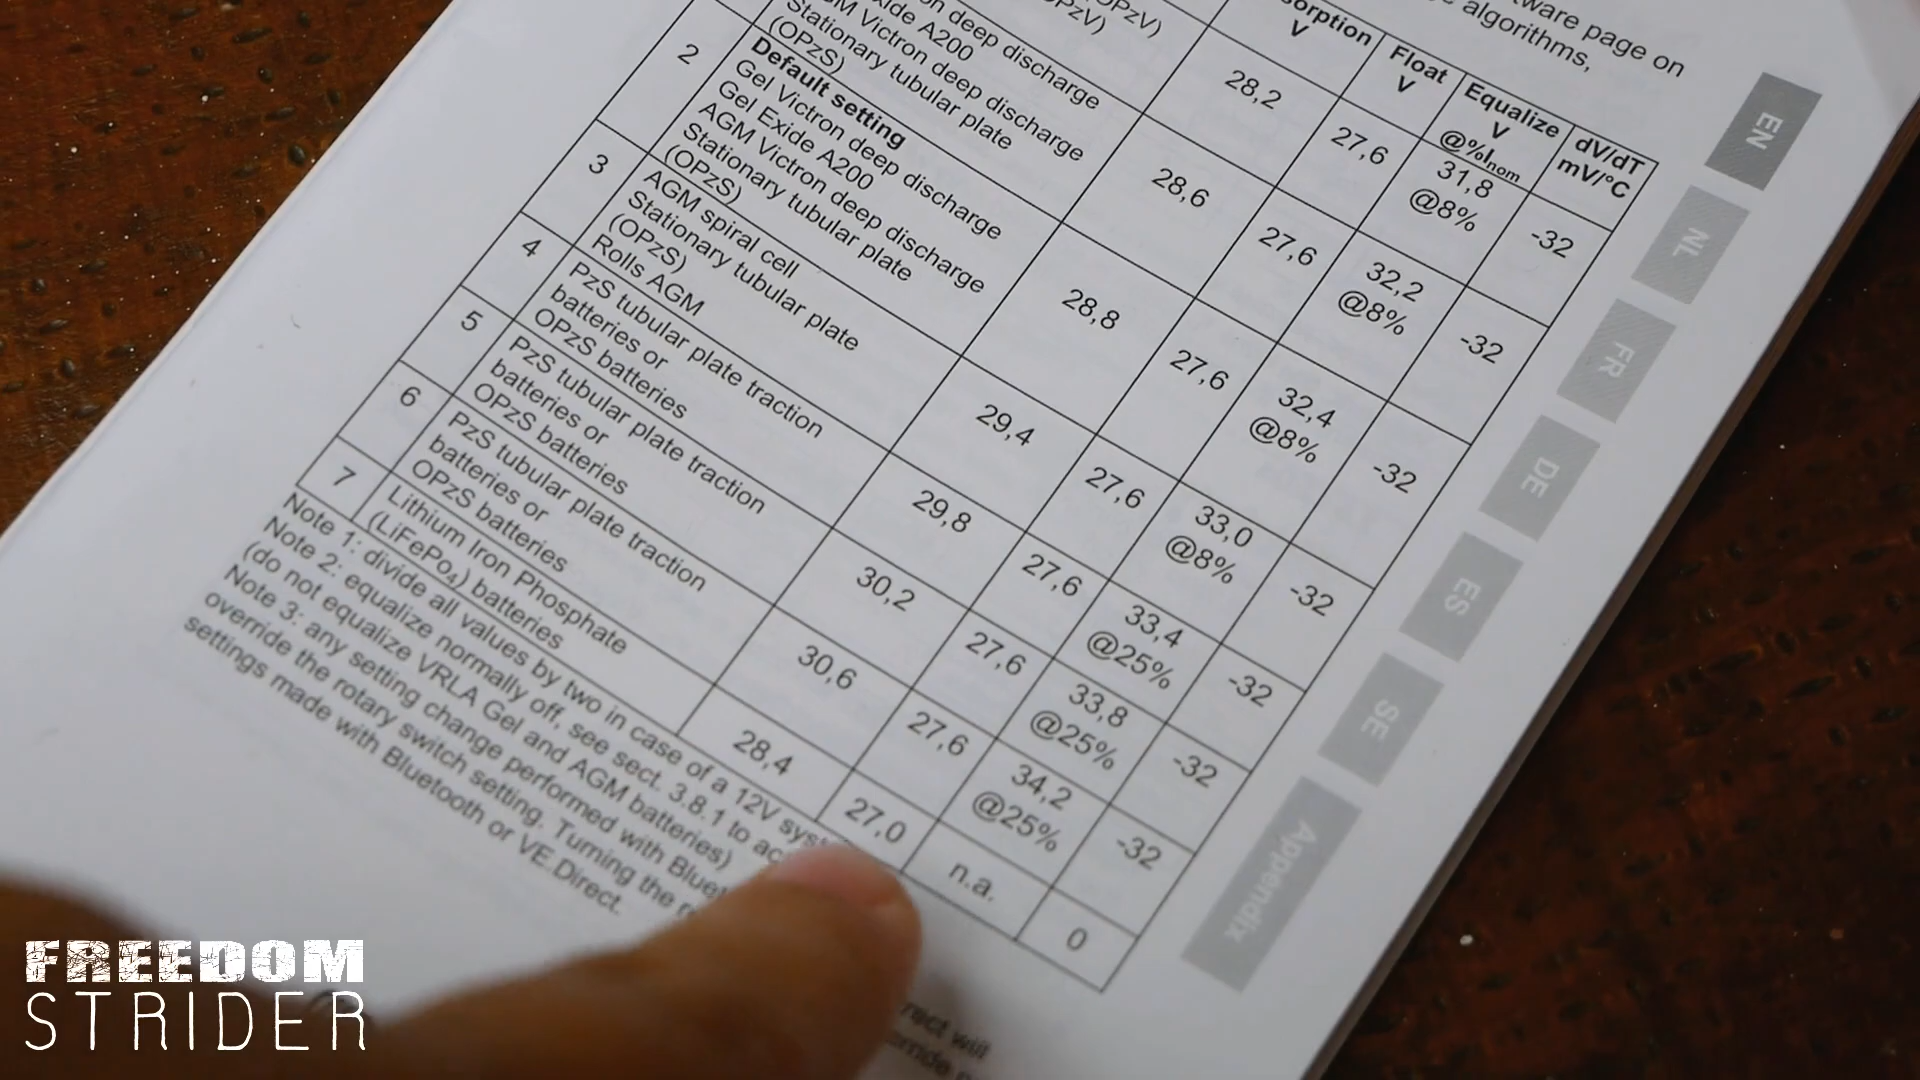 ware page on
algorithms,
orption
V
Float
V
Equalize
V
@%Inom
dV/dT
mV/°C
OPzV)
PzV)
28,2
27,6
31,8
@8%
-32
deep discharge
xide A200
GM Victron deep discharge
Stationary tubular plate
(OPzS)
28,6
27,6
32,2
@8%
-32
2
Default setting
Gel Victron deep discharge
Gel Exide A200
AGM Victron deep discharge
Stationary tubular plate
(OPzS)
28,8
27,6
32,4
@8%
-32
3
AGM spiral cell
Stationary tubular plate
(OPzS)
Rolls AGM
29,4
27,6
33,0
@8%
-32
4
PzS tubular plate traction
batteries or
OPzS batteries
29,8
27,6
33,4
@25%
-32
5
PzS tubular plate traction
batteries or
OPzS batteries
30,2
27,6
33,8
@25%
-32
6
PzS tubular plate traction
batteries or
OPzS batteries
30,6
27,6
34,2
@25%
-32
7
Lithium Iron Phosphate
(LiFePo4) batteries
28,4
27,0
n.a.
0
Note 1: divide all values by two in case of a 12V syst
Note 2: equalize normally off, see sect. 3.8.1 to ac
(do not equalize VRLA Gel and AGM batteries)
Note 3: any setting change performed with Bluet
override the rotary switch setting. Turning the r
settings made with Bluetooth or VE.Direct.
rect will
EN
NL
FR
DE
ES
SE
Appendix
FREEDOM
STRIDER